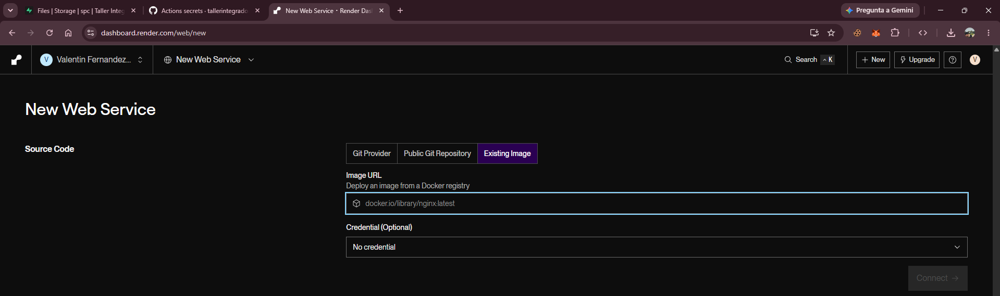 Files | Storage | spc | Taller Integ
Actions secrets · tallerintegrado
New Web Service · Render Das
Pregunta a Gemini
dashboard.render.com/web/new
V Valentin Fernandez...
New Web Service
Search ^ K
+ New
Upgrade
V
New Web Service
Source Code
Git Provider
Public Git Repository
Existing Image
Image URL
Deploy an image from a Docker registry
docker.io/library/nginx:latest
Credential (Optional)
No credential
Connect →